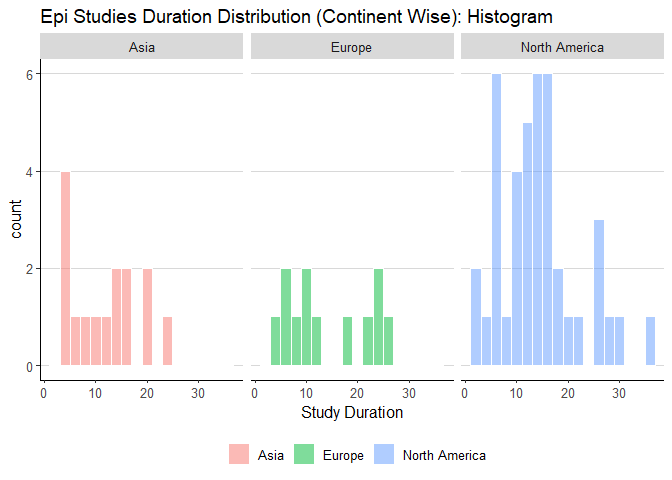 Epi Studies Duration Distribution (Continent Wise): Histogram
Asia Europe North America
6
4
2
0
count
0 10 20 30 0 10 20 30 0 10 20 30
Study Duration
Asia Europe North America